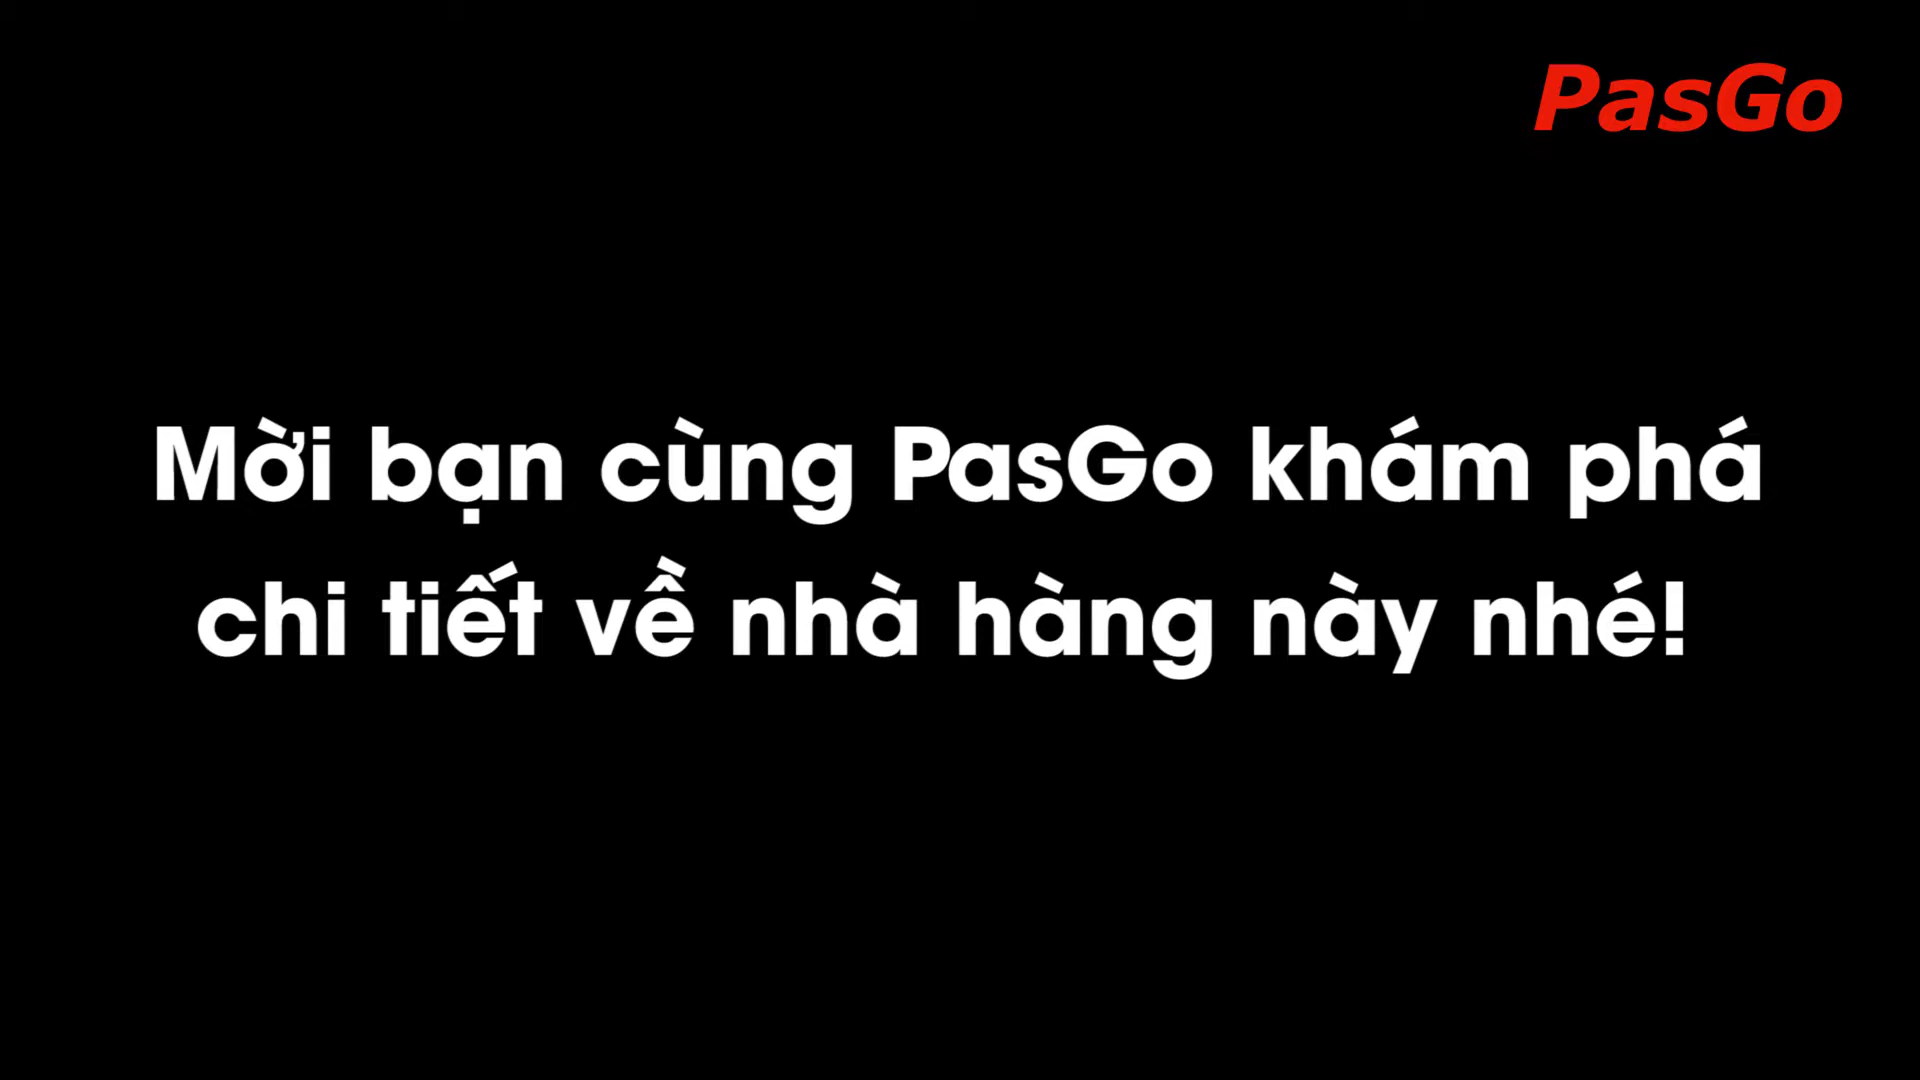 PasGo
Mời bạn cùng PasGo khám phá
chi tiết về nhà hàng này nhé!